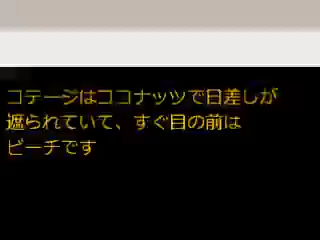 コテージはココナッツで日差しが
遮られていて、すぐ目の前は
ビーチです